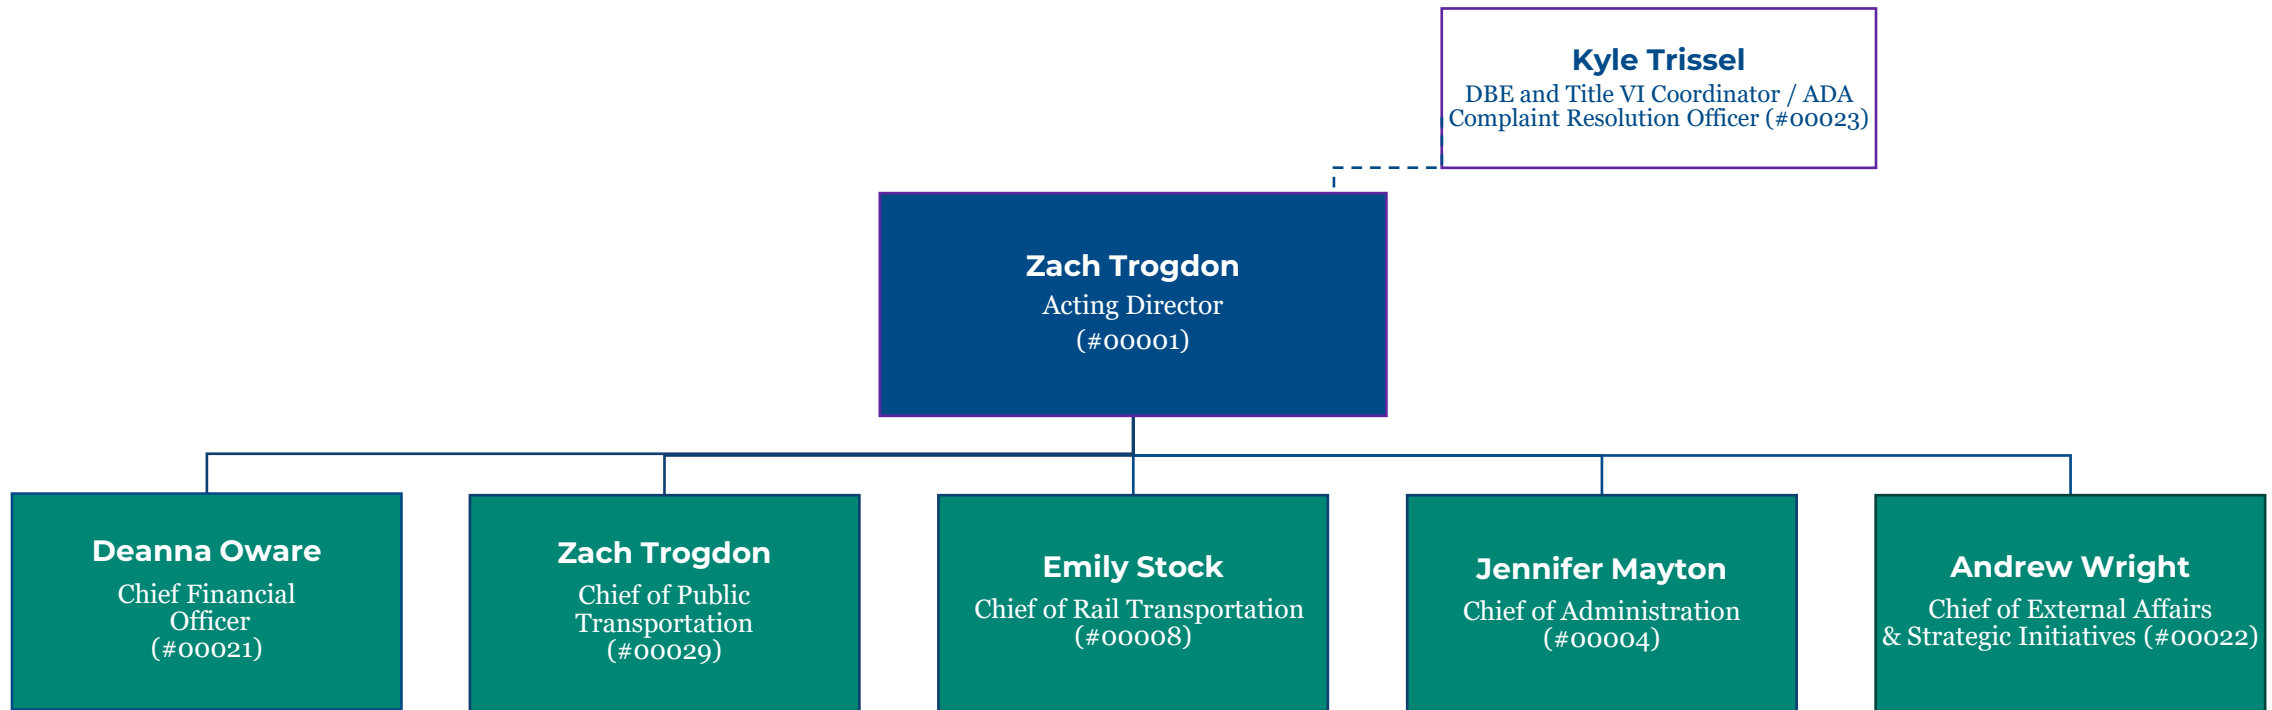 Kyle Trissel
DBE and Title VI Coordinator / ADA
Complaint Resolution Officer (#00023)
Zach Trogdon
Acting Director
(#00001)
Deanna Oware
Chief Financial
Officer
(#00021)
Zach Trogdon
Chief of Public
Transportation
(#00029)
Emily Stock
Chief of Rail Transportation
(#00008)
Jennifer Mayton
Chief of Administration
(#00004)
Andrew Wright
Chief of External Affairs
& Strategic Initiatives (#00022)